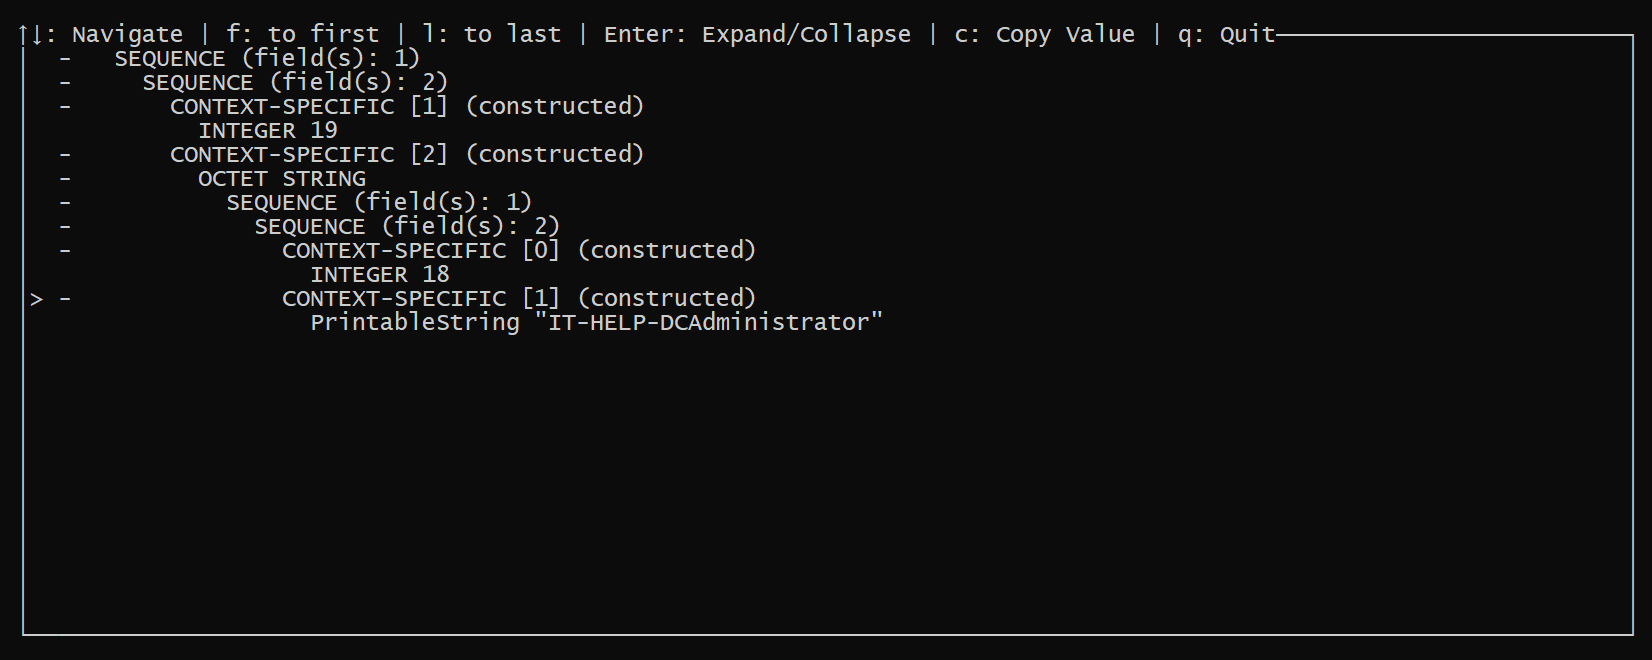 ↑↓: Navigate | f: to first | l: to last | Enter: Expand/Collapse | c: Copy Value | q: Quit
- SEQUENCE (field(s): 1)
- SEQUENCE (field(s): 2)
- CONTEXT-SPECIFIC [1] (constructed)
INTEGER 19
- CONTEXT-SPECIFIC [2] (constructed)
- OCTET STRING
- SEQUENCE (field(s): 1)
- SEQUENCE (field(s): 2)
- CONTEXT-SPECIFIC [0] (constructed)
INTEGER 18
> - CONTEXT-SPECIFIC [1] (constructed)
PrintableString "IT-HELP-DCAdministrator"